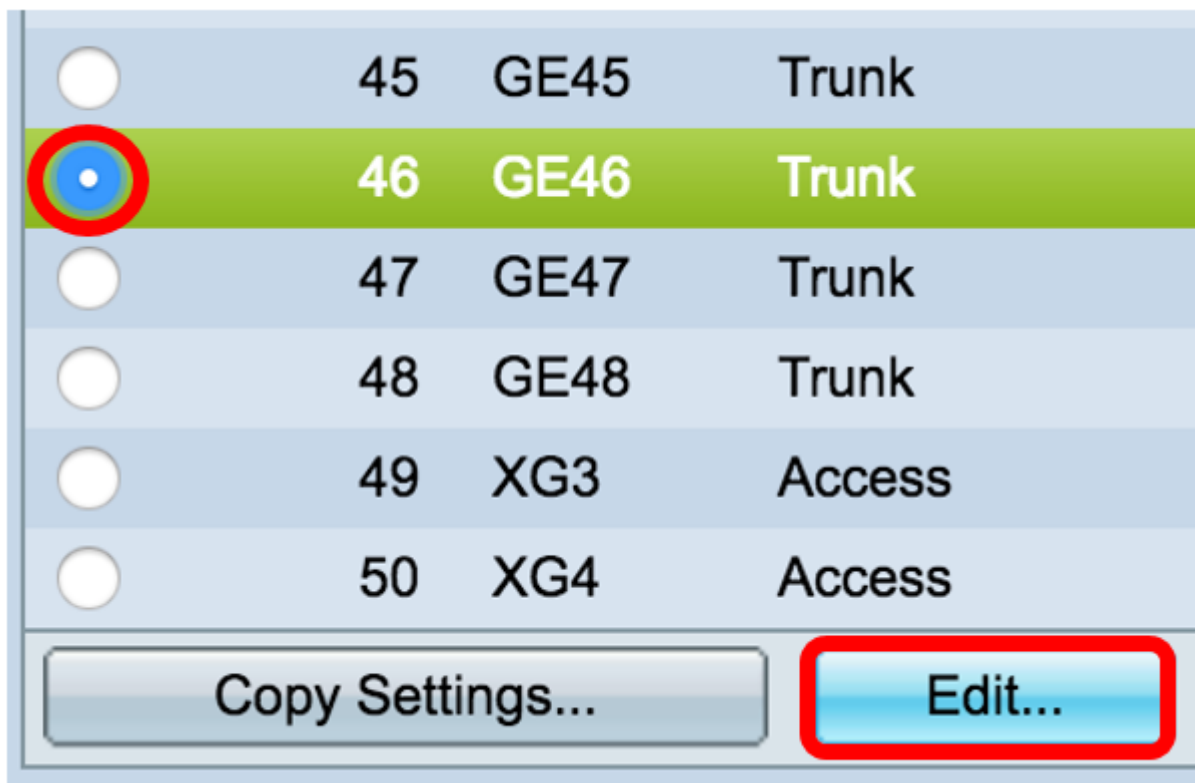 45 GE45 Trunk
46 GE46 Trunk
47 GE47 Trunk
48 GE48 Trunk
49 XG3 Access
50 XG4 Access
Copy Settings... Edit...